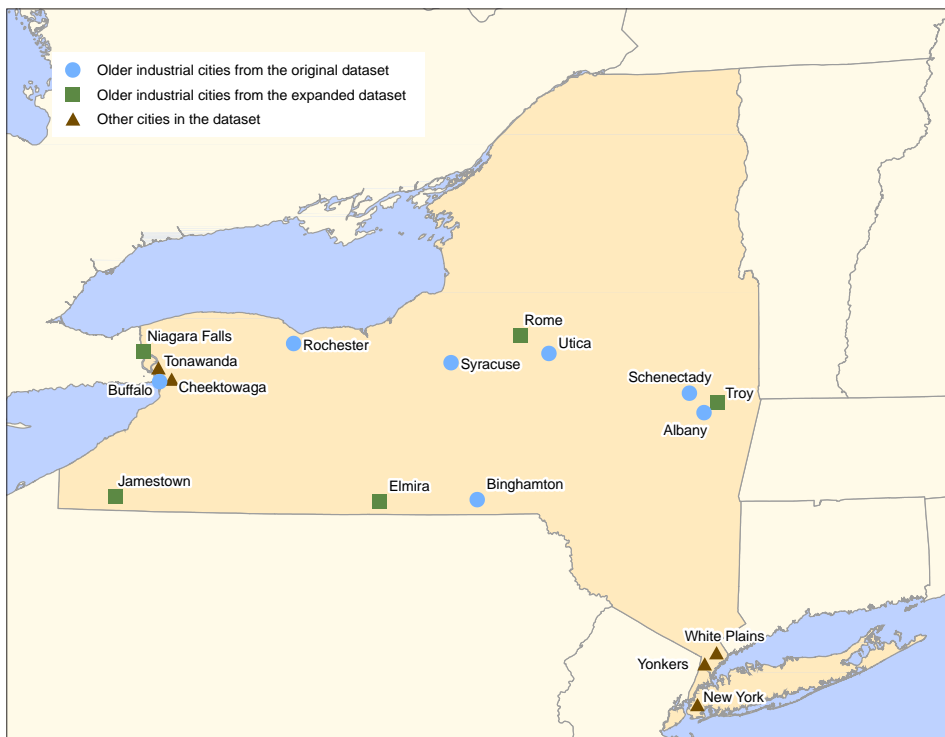 Older industrial cities from the original dataset
Older industrial cities from the expanded dataset
Other cities in the dataset
Rome
Niagara Falls
Rochester
Utica
Tonawanda
Syracuse
Schenectady
Buffalo
Cheektowaga
Troy
Albany
Jamestown
Elmira
Binghamton
White Plains
Yonkers
New York